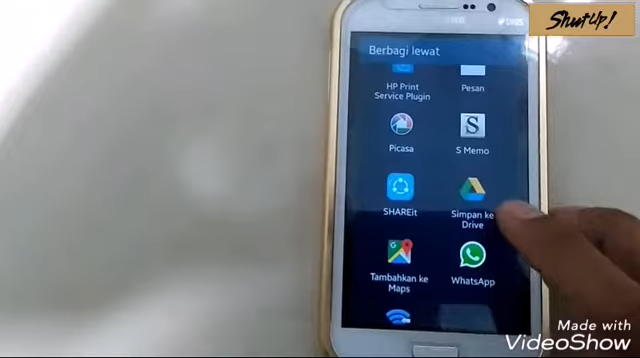 ShutUp!
DUOS
Berbagi lewat
HP Print
Service Plugin
Pesan
Picasa
S
S Memo
SHAREit
Simpan ke
Drive
Tambahkan ke
Maps
WhatsApp
Made with
VideoShow